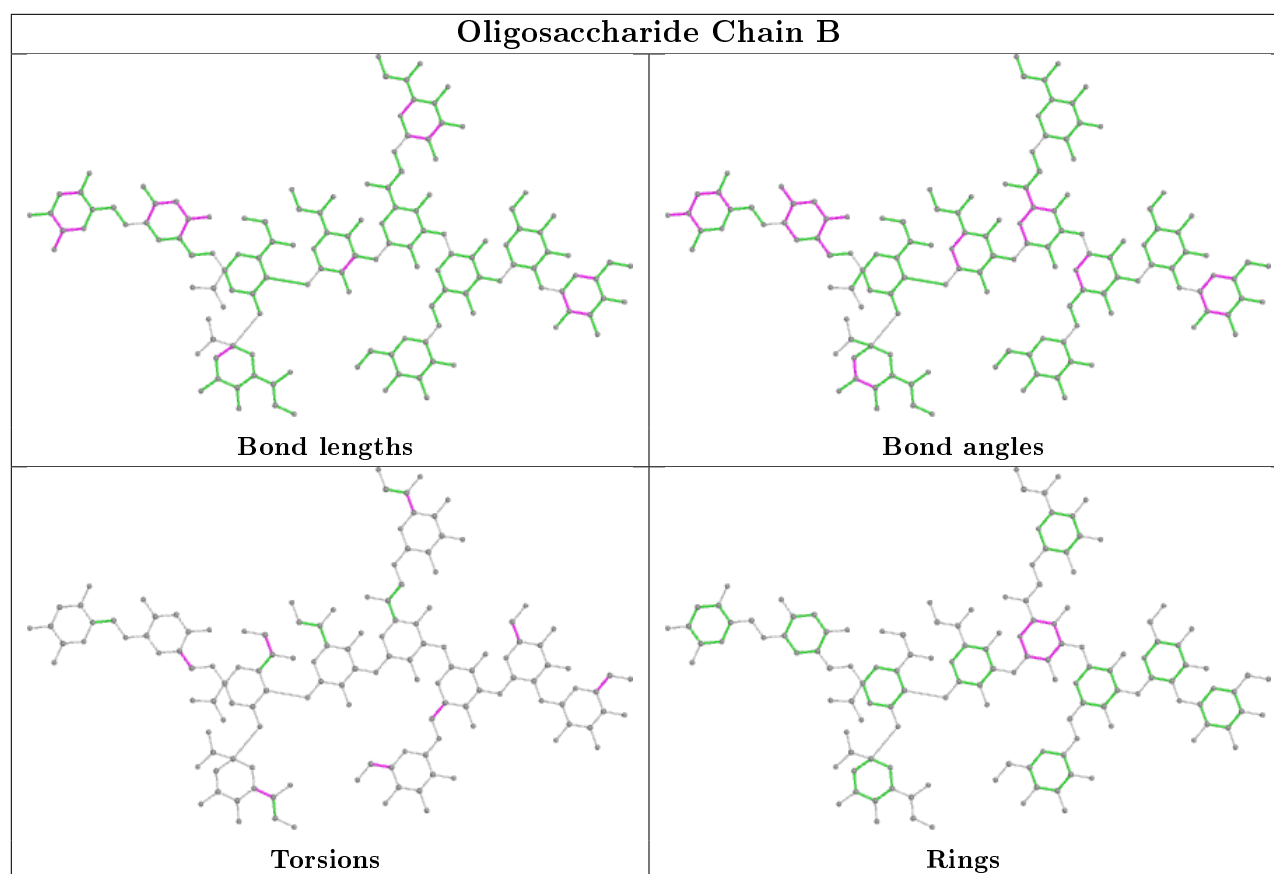 Oligosaccharide Chain B
Bond lengths
Bond angles
Torsions
Rings